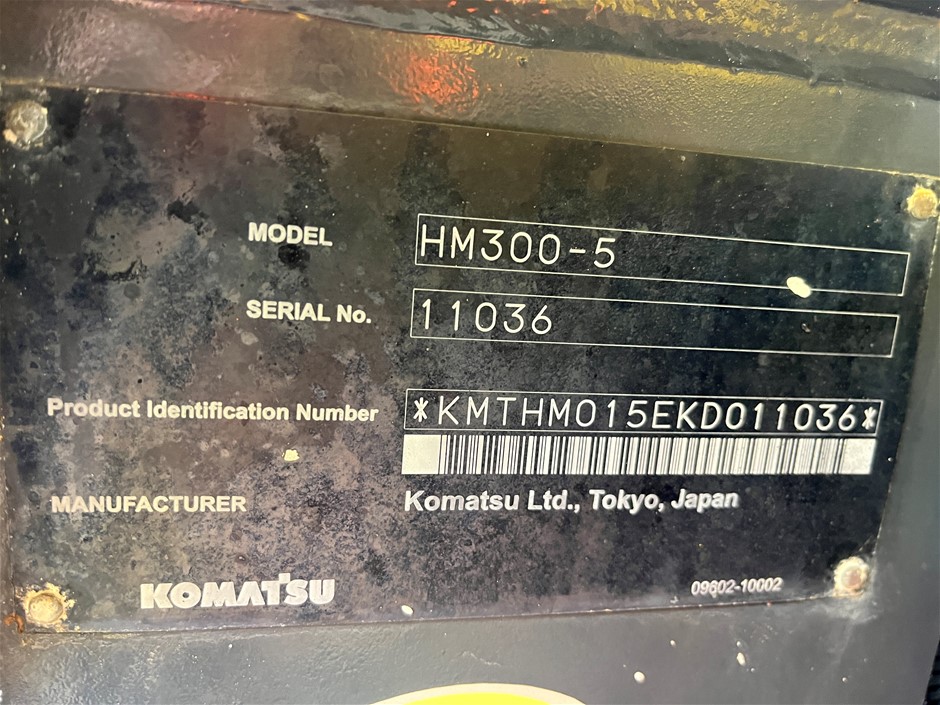 MODEL HM300-5
SERIAL No. 11036
Product Identification Number *KMTHM015EKD011036*
MANUFACTURER Komatsu Ltd., Tokyo, Japan
KOMATSU 09602-10002